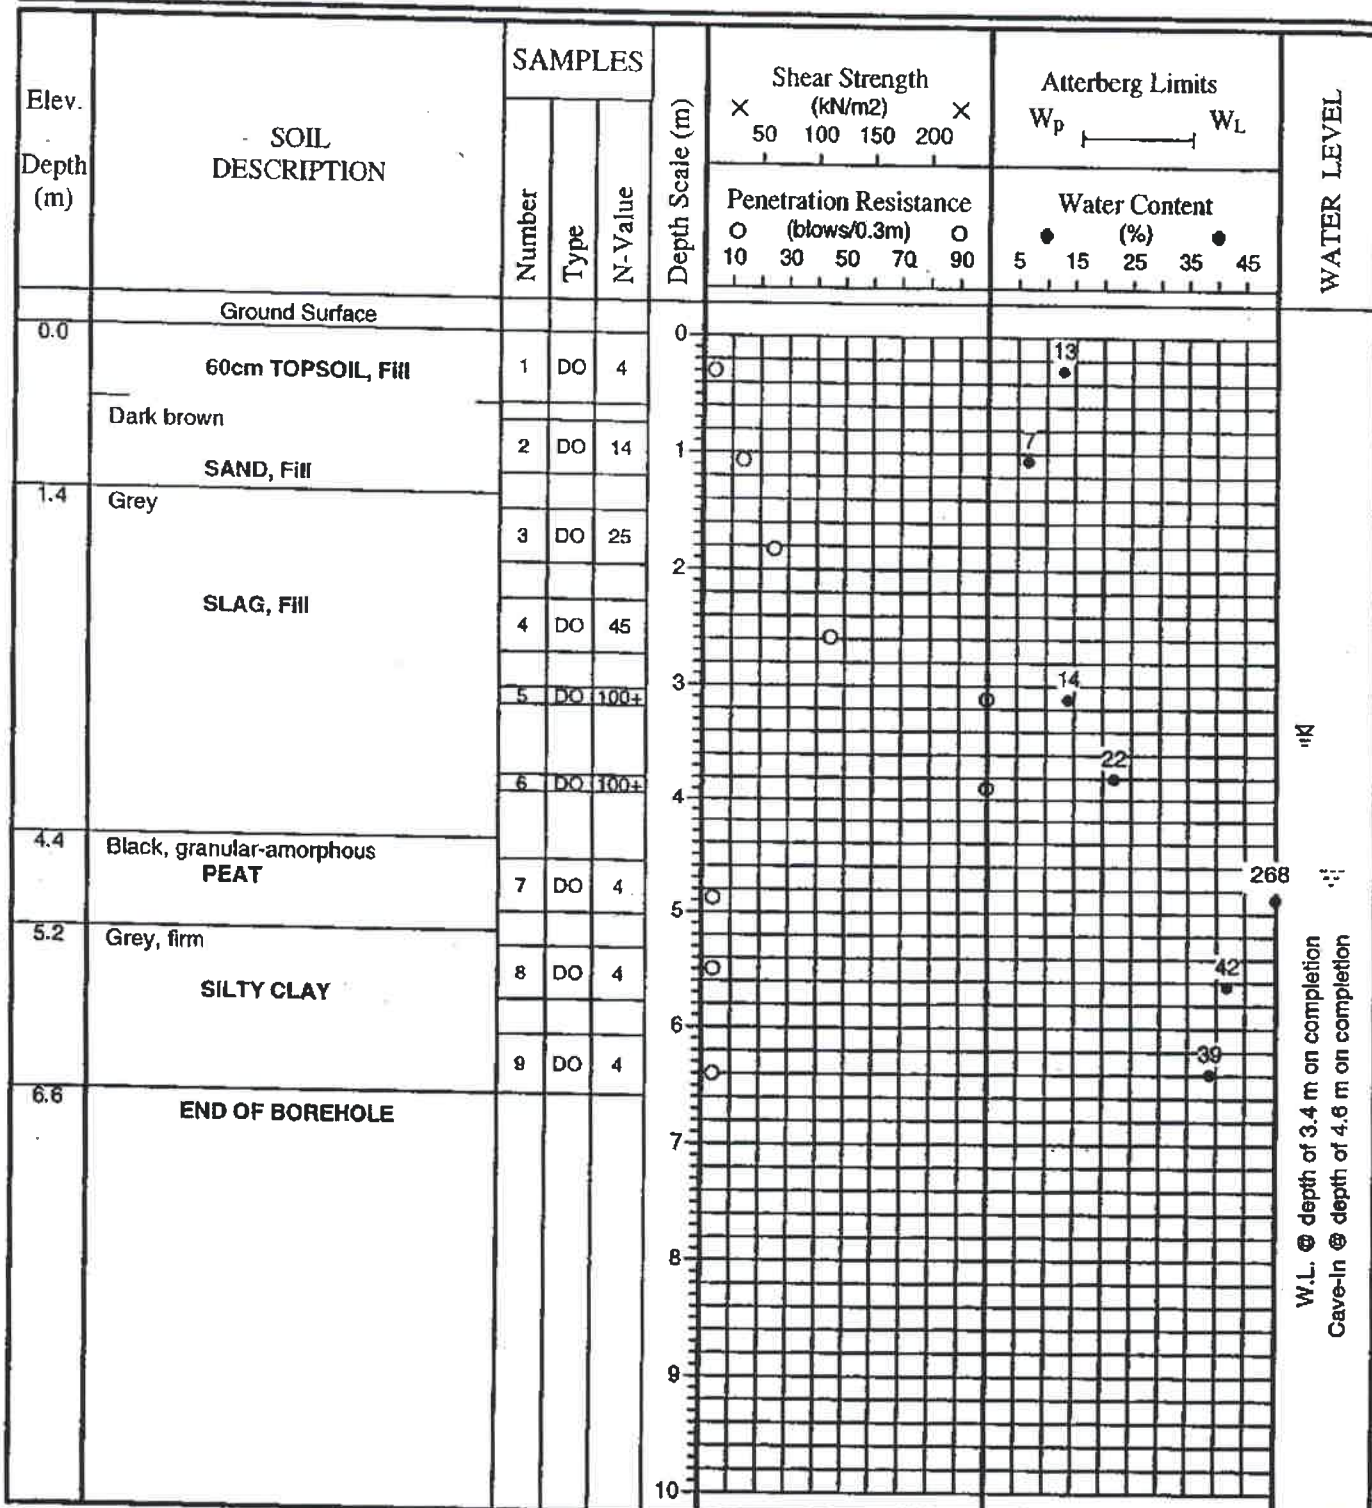 Elev.
Depth
(m)
SOIL
DESCRIPTION
SAMPLES
Number
Type
N-Value
Depth Scale (m)
Shear Strength
× (kN/m2) ×
50 100 150 200
Penetration Resistance
O (blows/0.3m) O
10 30 50 70 90
Atterberg Limits
Wp WL
Water Content
● (%) ●
5 15 25 35 45
WATER LEVEL
Ground Surface
0.0
60cm TOPSOIL, Fill
1 DO 4
0
13
Dark brown
SAND, Fill
2 DO 14
1
7
1.4
Grey
3 DO 25
2
SLAG, Fill
4 DO 45
3
5 DO 100+
14
6 DO 100+
22
4
4.4
Black, granular-amorphous
PEAT
7 DO 4
268
5
5.2
Grey, firm
SILTY CLAY
8 DO 4
42
6
9 DO 4
39
6.6
END OF BOREHOLE
7
8
9
10
W.L. @ depth of 3.4 m on completion
Cave-In @ depth of 4.6 m on completion